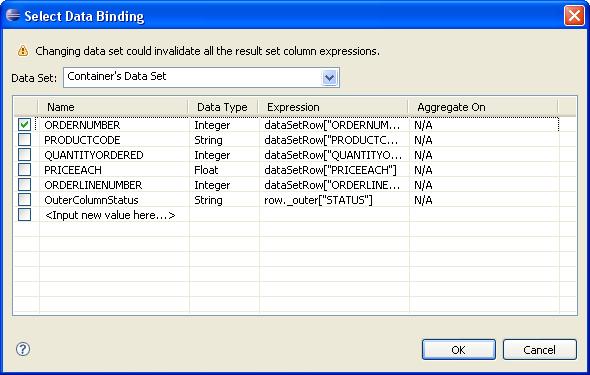 Select Data Binding
Changing data set could invalidate all the result set column expressions.
Data Set: Container's Data Set
Name Data Type Expression Aggregate On
ORDERNUMBER Integer dataSetRow["ORDERNUM... N/A
PRODUCTCODE String dataSetRow["PRODUCTC... N/A
QUANTITYORDERED Integer dataSetRow["QUANTITYO... N/A
PRICEEACH Float dataSetRow["PRICEEACH"] N/A
ORDERLINENUMBER Integer dataSetRow["ORDERLINE... N/A
OuterColumnStatus String row._outer["STATUS"] N/A
<Input new value here...>
? OK Cancel